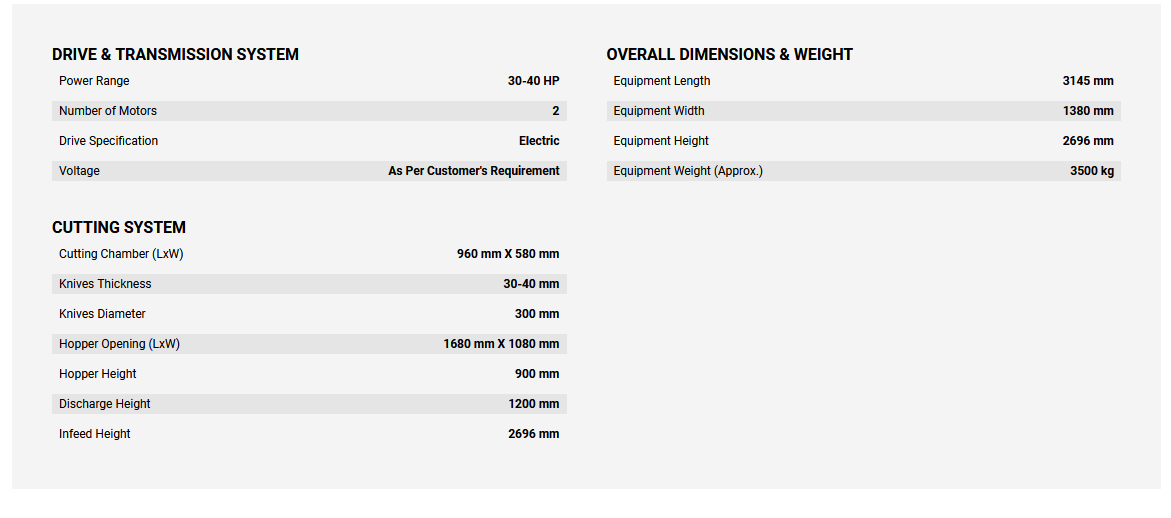 DRIVE & TRANSMISSION SYSTEM
Power Range 30-40 HP
Number of Motors 2
Drive Specification Electric
Voltage As Per Customer's Requirement
CUTTING SYSTEM
Cutting Chamber (LxW) 960 mm X 580 mm
Knives Thickness 30-40 mm
Knives Diameter 300 mm
Hopper Opening (LxW) 1680 mm X 1080 mm
Hopper Height 900 mm
Discharge Height 1200 mm
Infeed Height 2696 mm
OVERALL DIMENSIONS & WEIGHT
Equipment Length 3145 mm
Equipment Width 1380 mm
Equipment Height 2696 mm
Equipment Weight (Approx.) 3500 kg